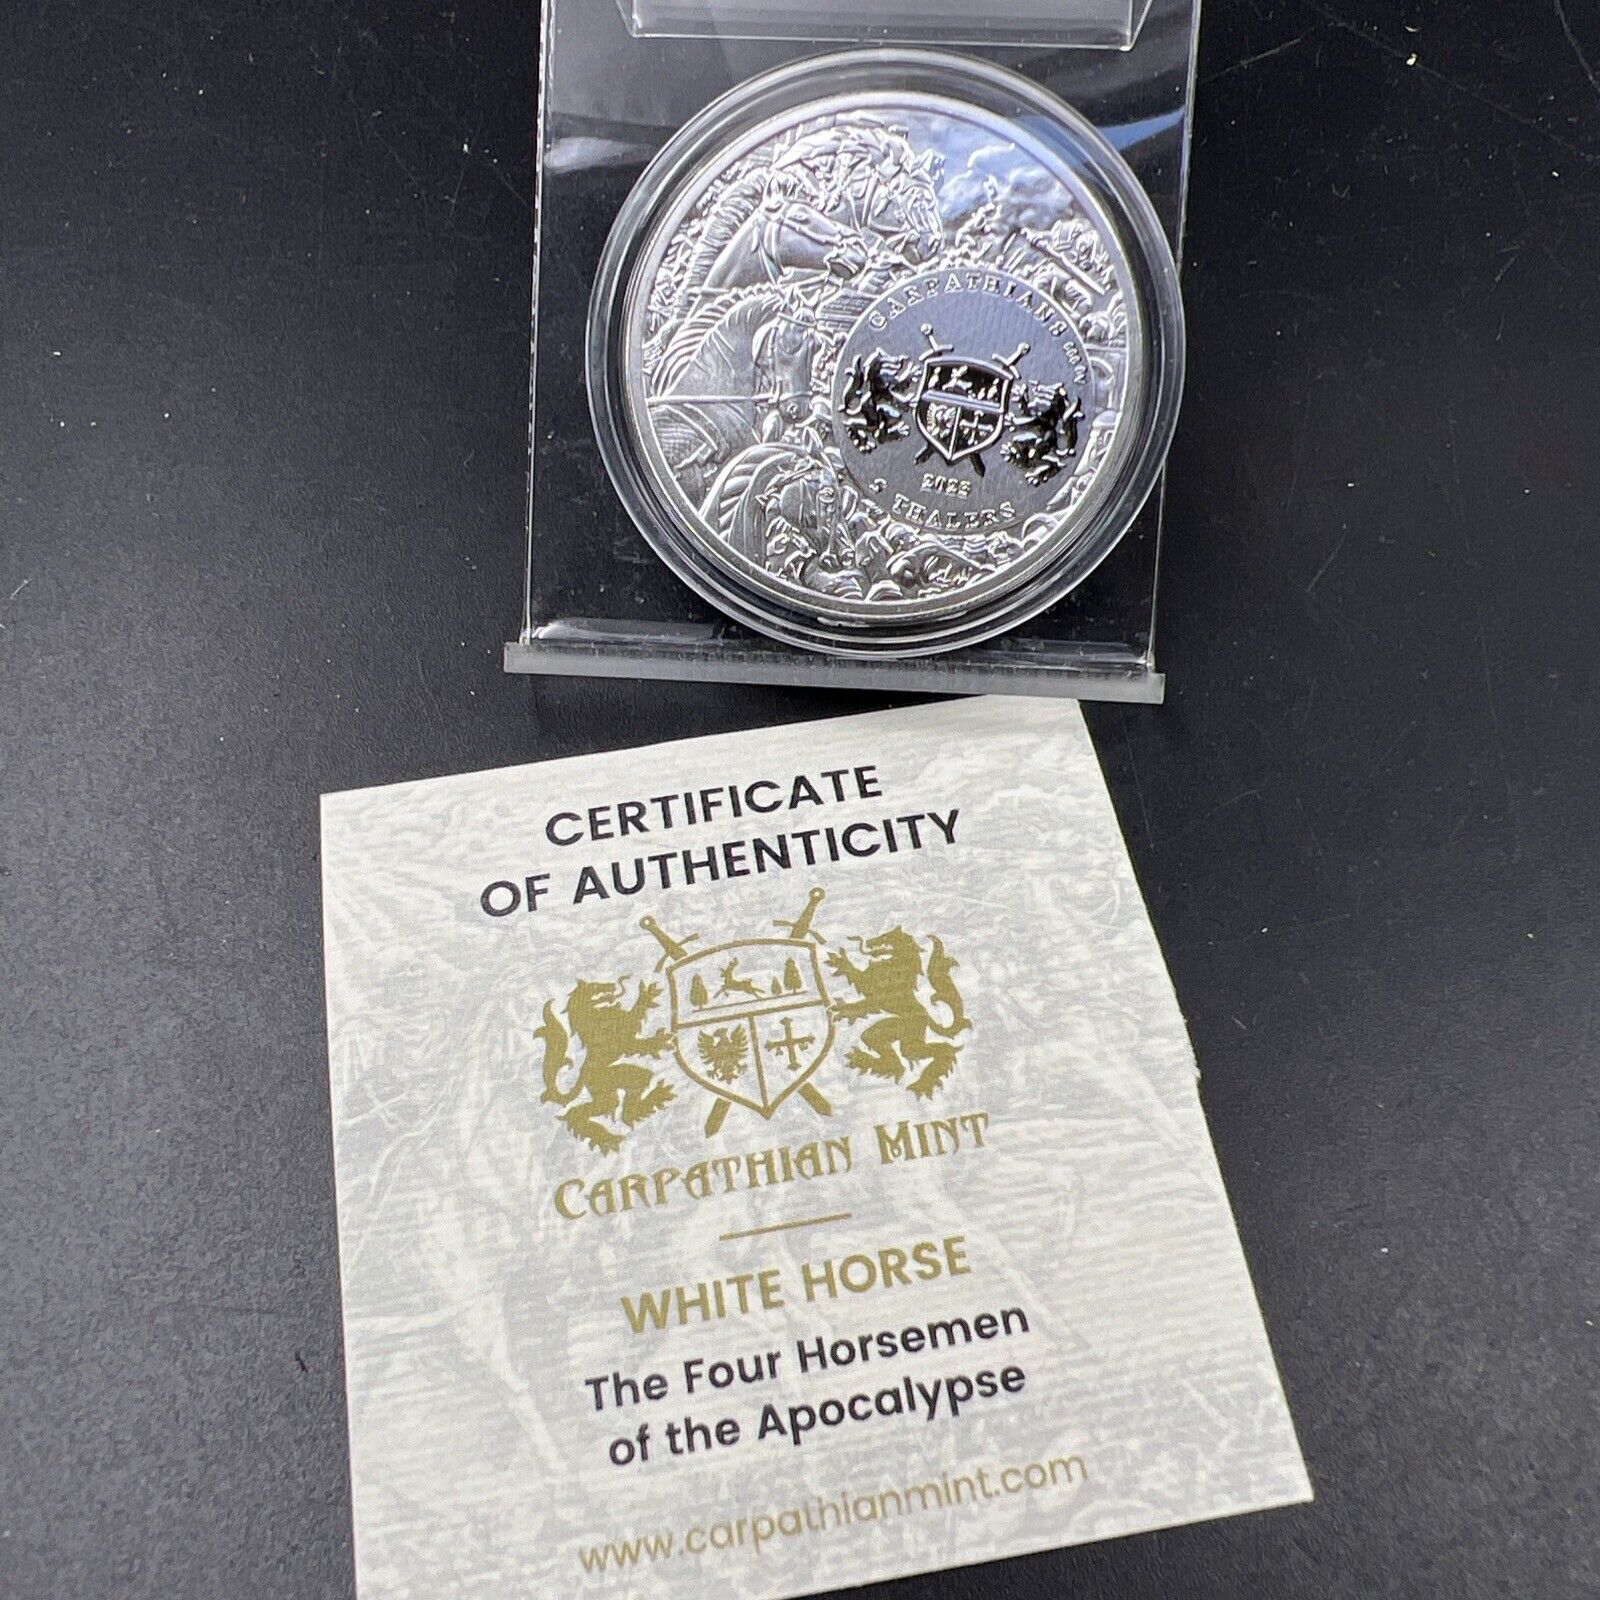 CARPATHIANS
2023
5 THALERS
CERTIFICATE
OF AUTHENTICITY
CARPATHIAN MINT
WHITE HORSE
The Four Horsemen
of the Apocalypse
www.carpathianmint.com